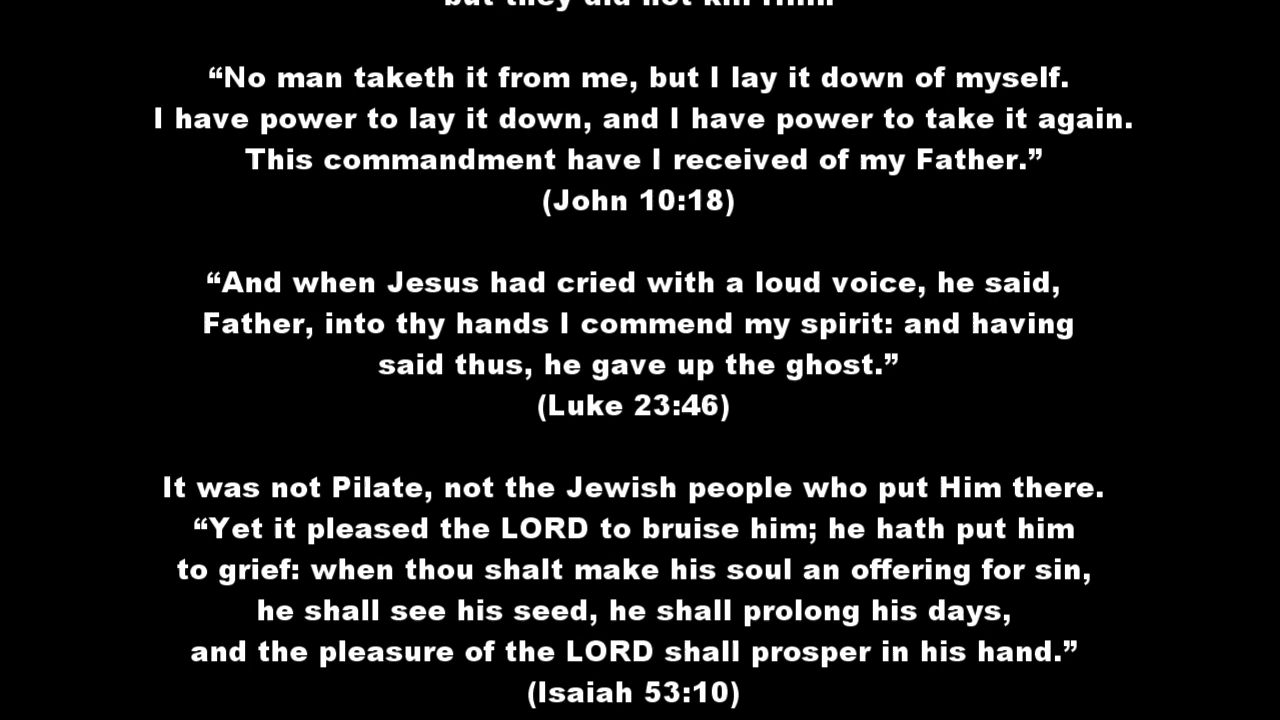 but they did not kill Him.
“No man taketh it from me, but I lay it down of myself.
I have power to lay it down, and I have power to take it again.
This commandment have I received of my Father.”
(John 10:18)
“And when Jesus had cried with a loud voice, he said,
Father, into thy hands I commend my spirit: and having
said thus, he gave up the ghost.”
(Luke 23:46)
It was not Pilate, not the Jewish people who put Him there.
“Yet it pleased the LORD to bruise him; he hath put him
to grief: when thou shalt make his soul an offering for sin,
he shall see his seed, he shall prolong his days,
and the pleasure of the LORD shall prosper in his hand.”
(Isaiah 53:10)